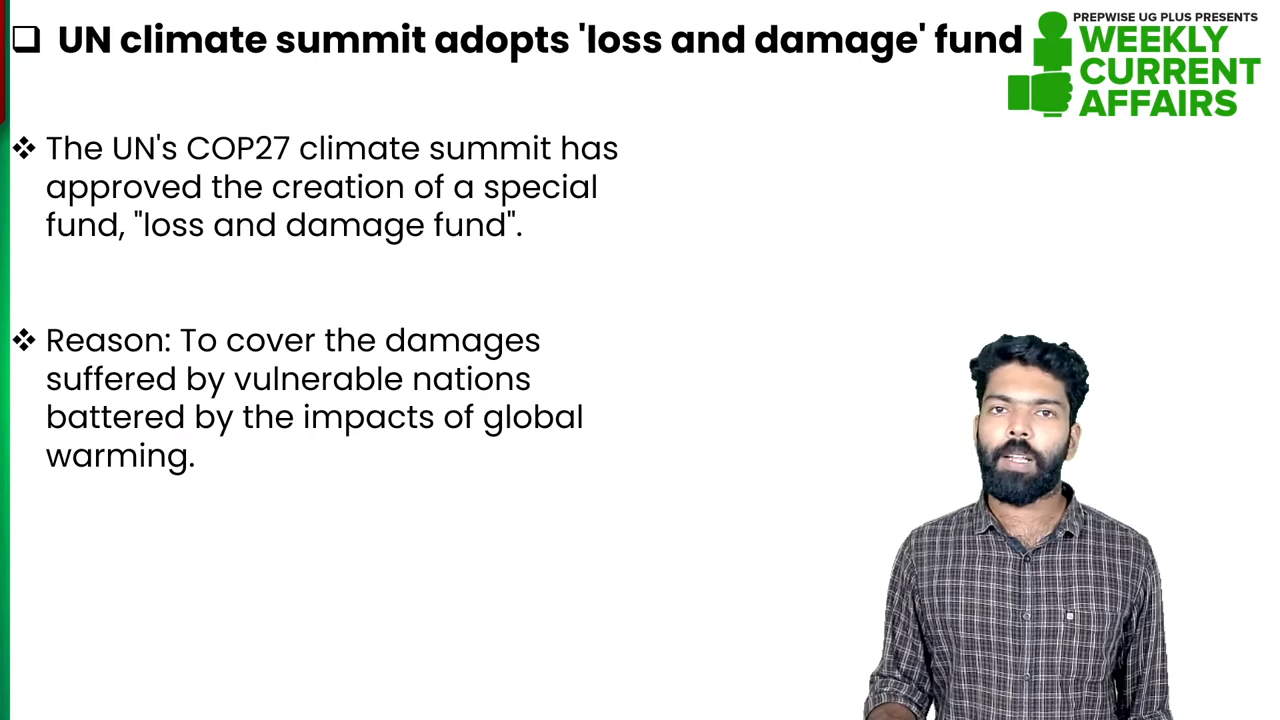 UN climate summit adopts 'loss and damage' fund
PREPWISE UG PLUS PRESENTS
WEEKLY
CURRENT
AFFAIRS
The UN's COP27 climate summit has
approved the creation of a special
fund, "loss and damage fund".
Reason: To cover the damages
suffered by vulnerable nations
battered by the impacts of global
warming.